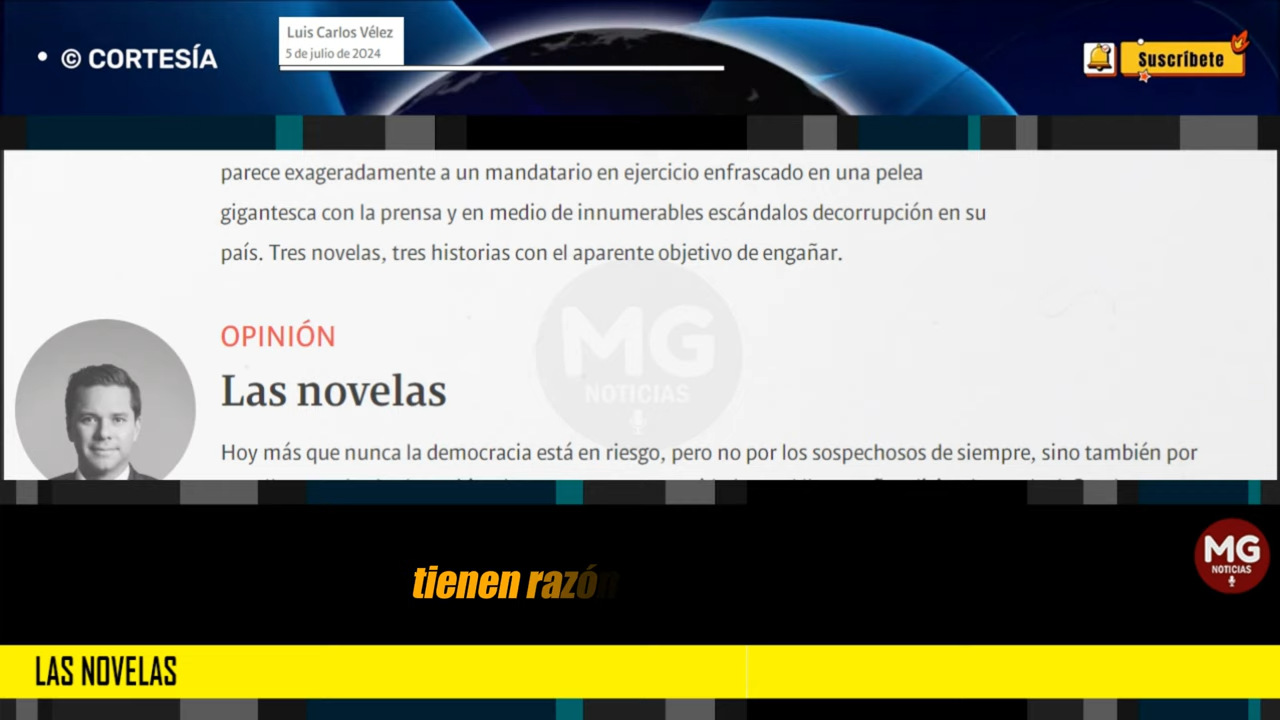 • © CORTESÍA
Luis Carlos Vélez
5 de julio de 2024
Suscríbete
parece exageradamente a un mandatario en ejercicio enfrascado en una pelea
gigantesca con la prensa y en medio de innumerables escándalos decorrupción en su
país. Tres novelas, tres historias con el aparente objetivo de engañar.
OPINIÓN
Las novelas
Hoy más que nunca la democracia está en riesgo, pero no por los sospechosos de siempre, sino también por
MG
NOTICIAS
tienen razón
MG
NOTICIAS
LAS NOVELAS